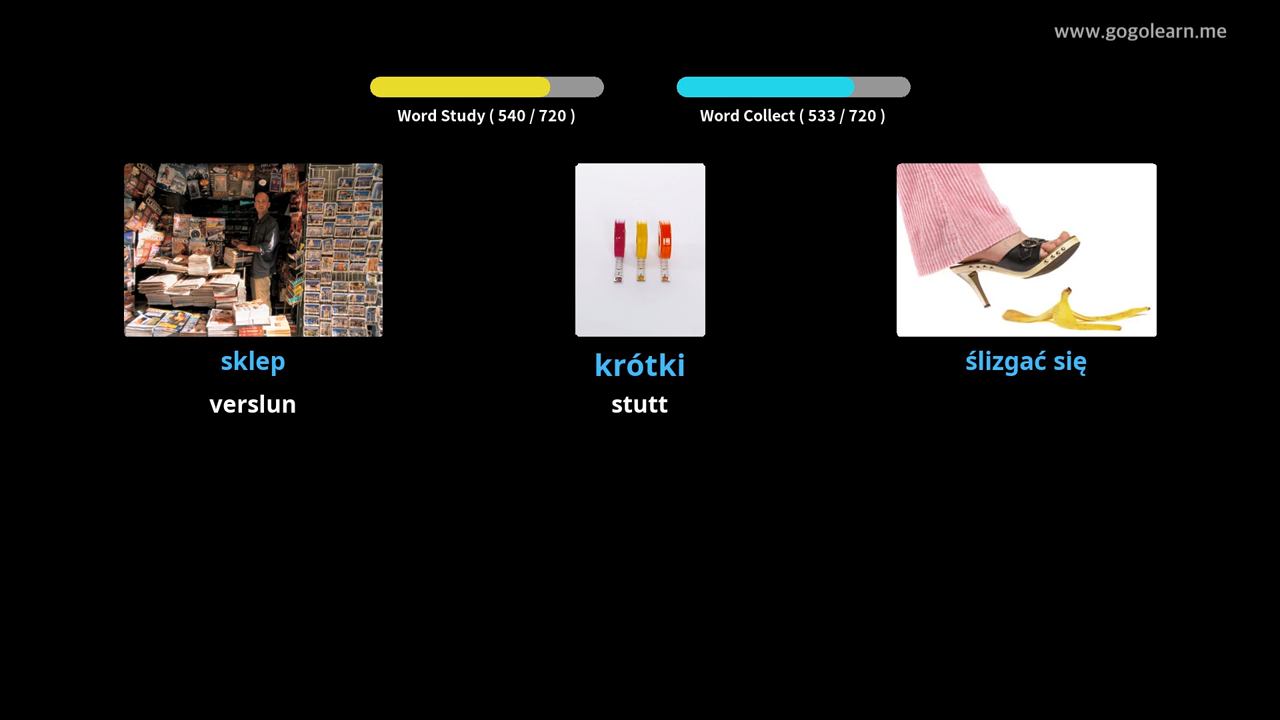 www.gogolearn.me
Word Study ( 540 / 720 )
Word Collect ( 533 / 720 )
sklep
krótki
ślizgać się
verslun
stutt